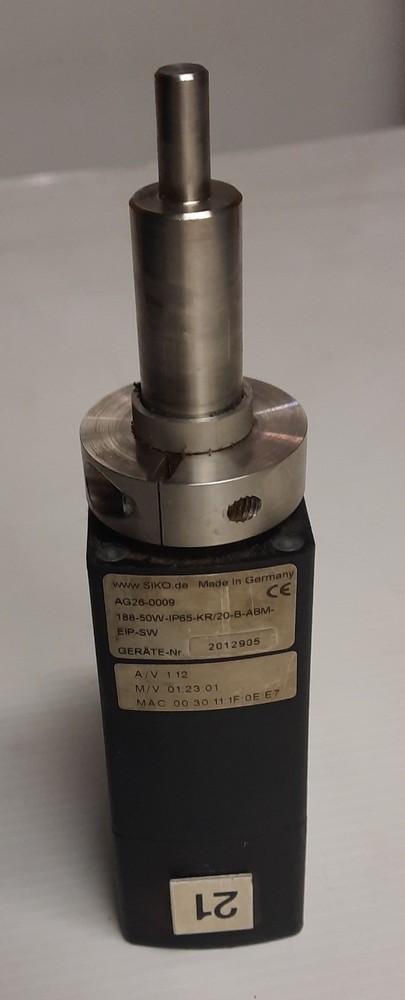 www.SIKO.de Made in Germany
CE
AG26-0009
188-50W-IP65-KR/20-B-ABM-
EIP-SW
GERÄTE-Nr. 2012905
A/V 1.12
M/V 01.23.01
MAC 00:30:11:1F:0E:E7
21